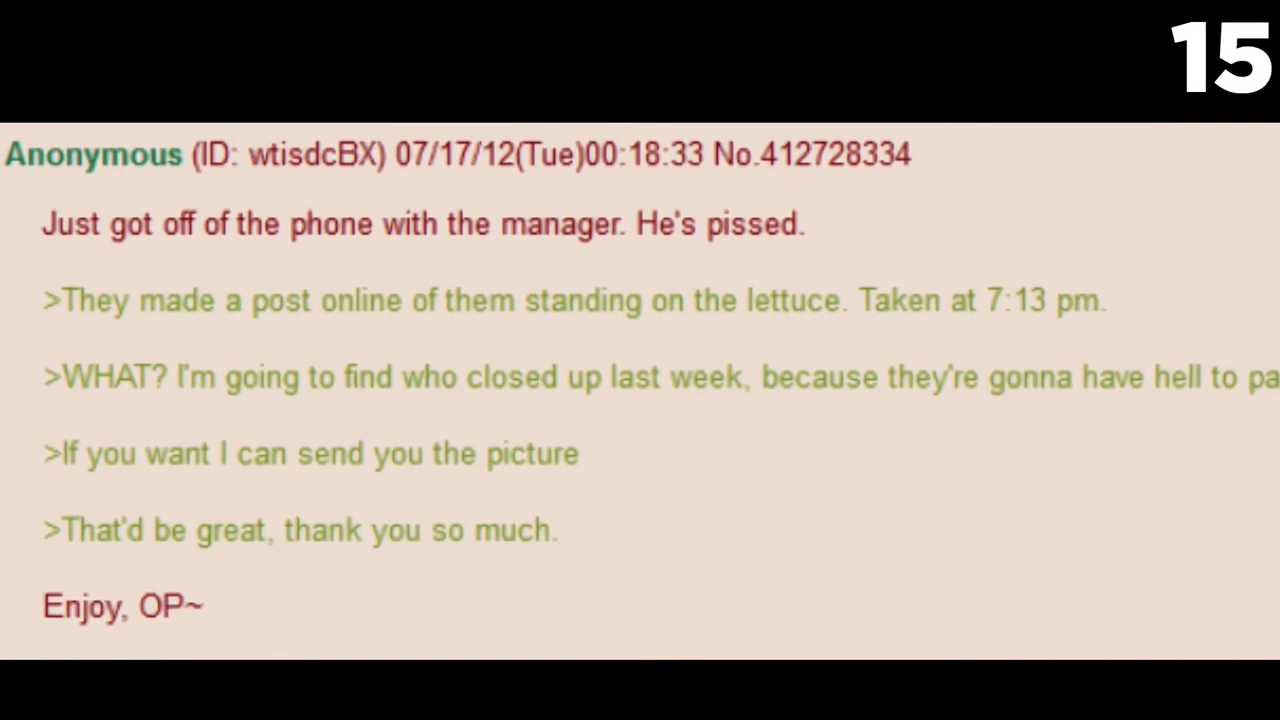 15
Anonymous (ID: wtisdcBX) 07/17/12(Tue)00:18:33 No.412728334
Just got off of the phone with the manager. He's pissed.
>They made a post online of them standing on the lettuce. Taken at 7:13 pm.
>WHAT? I'm going to find who closed up last week, because they're gonna have hell to pa
>If you want I can send you the picture
>That'd be great, thank you so much.
Enjoy, OP~